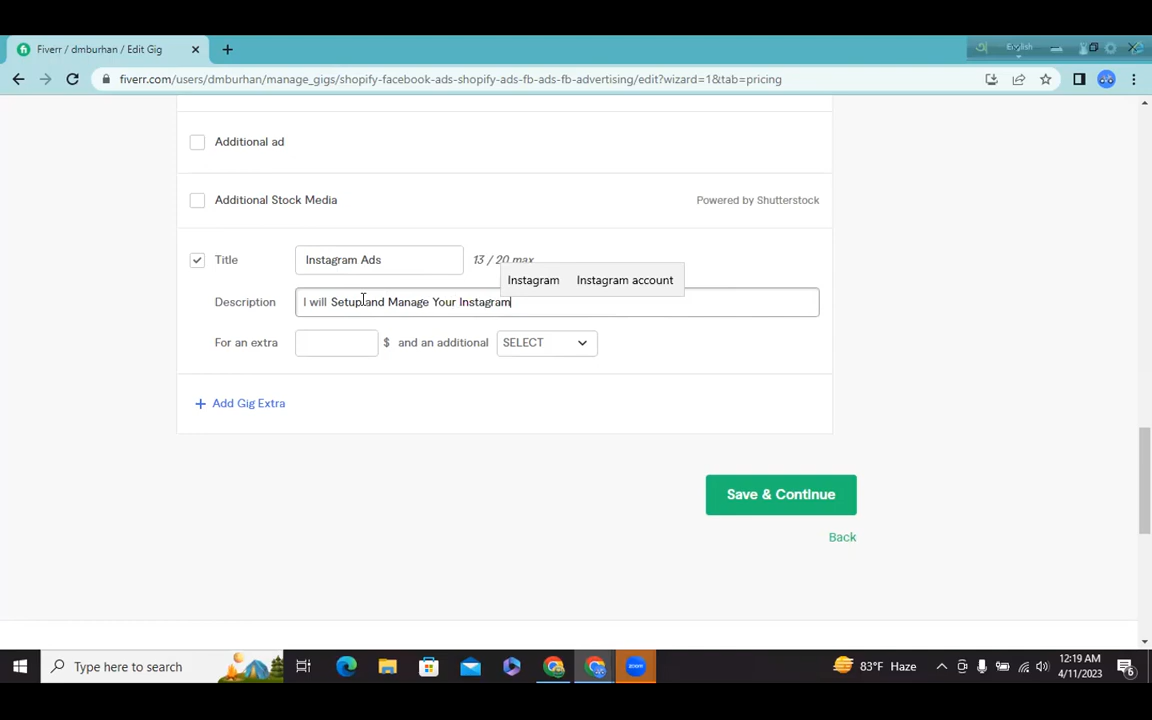 Fiverr / dmburhan / Edit Gig
English
fiverr.com/users/dmburhan/manage_gigs/shopify-facebook-ads-shopify-ads-fb-ads-fb-advertising/edit?wizard=1&tab=pricing
Additional ad
Additional Stock Media Powered by Shutterstock
Title Instagram Ads 13 / 20 max
Instagram Instagram account
Description I will Setup and Manage Your Instagram
For an extra $ and an additional SELECT
+ Add Gig Extra
Save & Continue
Back
Type here to search 83°F Haze 12:19 AM
4/11/2023 6